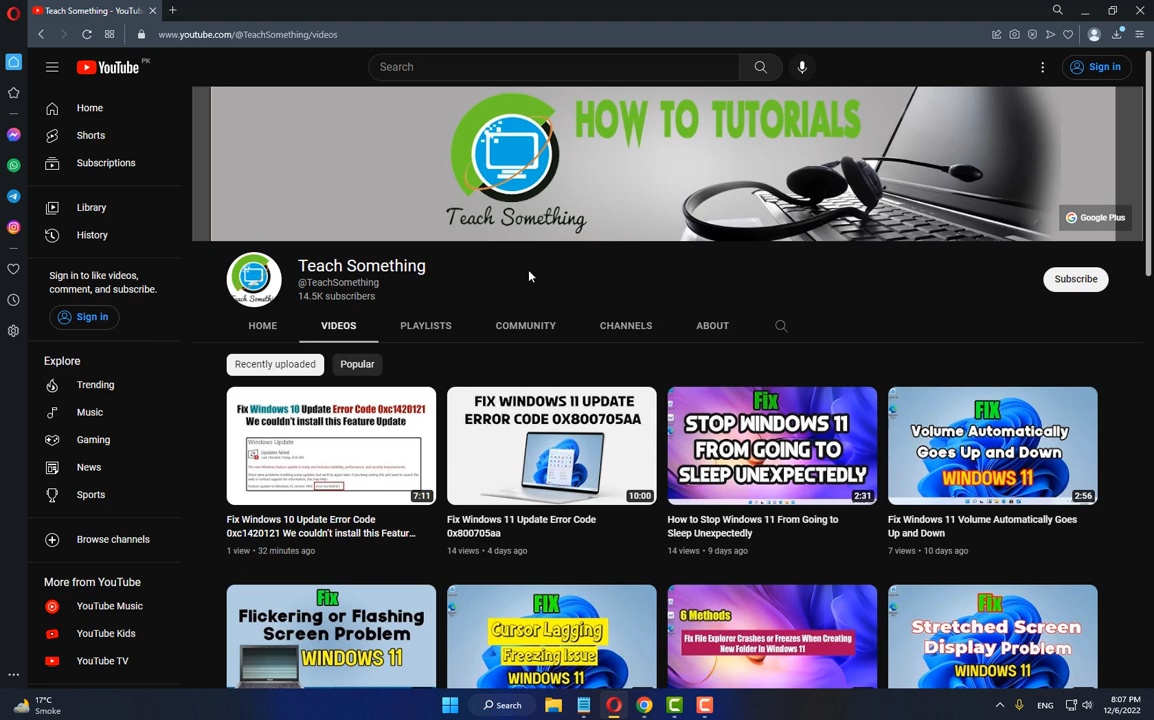 Teach Something - YouTub
www.youtube.com/@TeachSomething/videos
YouTube PK
Search
Sign in
Home
Shorts
Subscriptions
Library
History
Sign in to like videos,
comment, and subscribe.
Sign in
Explore
Trending
Music
Gaming
News
Sports
Browse channels
More from YouTube
YouTube Music
YouTube Kids
YouTube TV
HOW TO TUTORIALS
Teach Something
Google Plus
Teach Something
@TeachSomething
14.5K subscribers
Subscribe
HOME VIDEOS PLAYLISTS COMMUNITY CHANNELS ABOUT
Recently uploaded Popular
Fix Windows 10 Update Error Code 0xc1420121
We couldn't install this Feature Update
Windows Update
7:11
Fix Windows 10 Update Error Code
0xc1420121 We couldn't install this Featur...
1 view • 32 minutes ago
FIX WINDOWS 11 UPDATE
ERROR CODE 0X800705AA
10:00
Fix Windows 11 Update Error Code
0x800705aa
14 views • 4 days ago
Fix
STOP WINDOWS 11
FROM GOING TO
SLEEP UNEXPECTEDLY
2:31
How to Stop Windows 11 From Going to
Sleep Unexpectedly
14 views • 9 days ago
FIX
Volume Automatically
Goes Up and Down
WINDOWS 11
2:56
Fix Windows 11 Volume Automatically Goes
Up and Down
7 views • 10 days ago
Fix
Flickering or Flashing
Screen Problem
WINDOWS 11
FIX
Cursor Lagging
Freezing Issue
WINDOWS 11
6 Methods
Fix File Explorer Crashes or Freezes When Creating
New Folder in Windows 11
Fix
Stretched Screen
Display Problem
WINDOWS 11
17°C
Smoke
Search
ENG
8:07 PM
12/6/2022